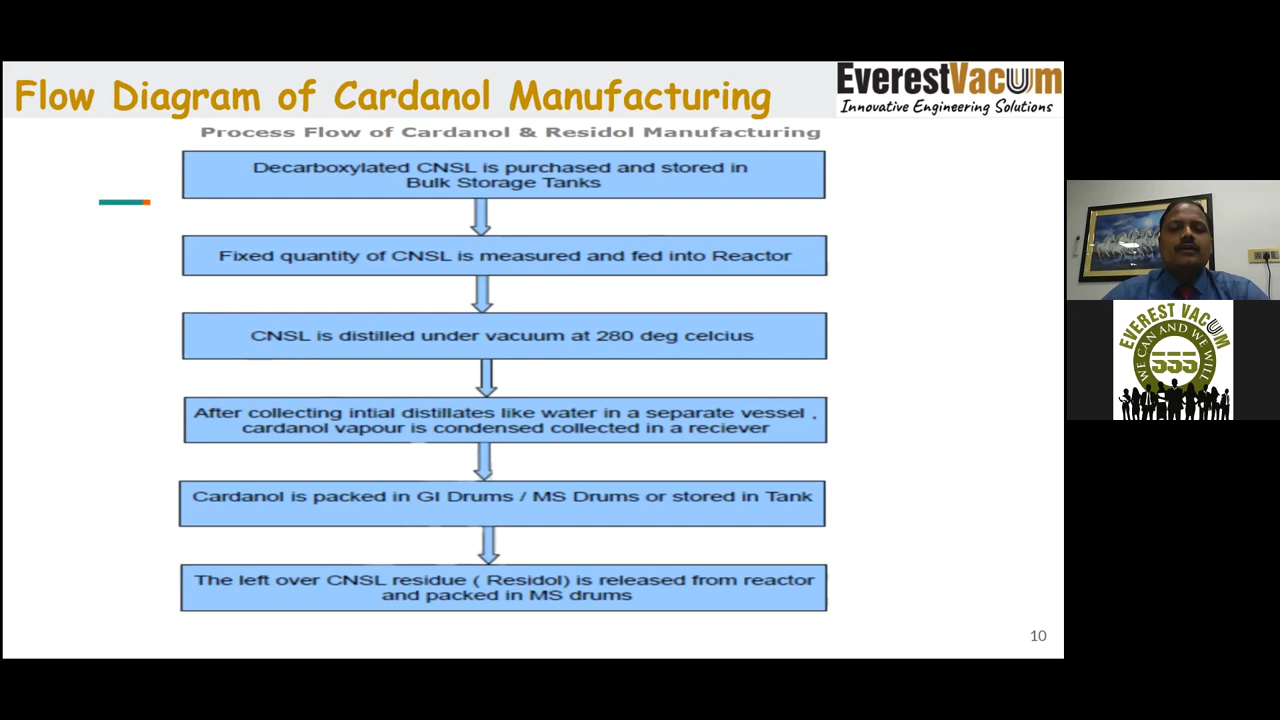 Flow Diagram of Cardanol Manufacturing
EverestVacuum
Innovative Engineering Solutions
Process Flow of Cardanol & Residol Manufacturing
Decarboxylated CNSL is purchased and stored in
Bulk Storage Tanks
Fixed quantity of CNSL is measured and fed into Reactor
CNSL is distilled under vacuum at 280 deg celcius
After collecting intial distillates like water in a separate vessel ,
cardanol vapour is condensed collected in a reciever
Cardanol is packed in GI Drums / MS Drums or stored in Tank
The left over CNSL residue ( Residol) is released from reactor
and packed in MS drums
10
EVEREST VACUUM
WE CAN AND WE WILL
555